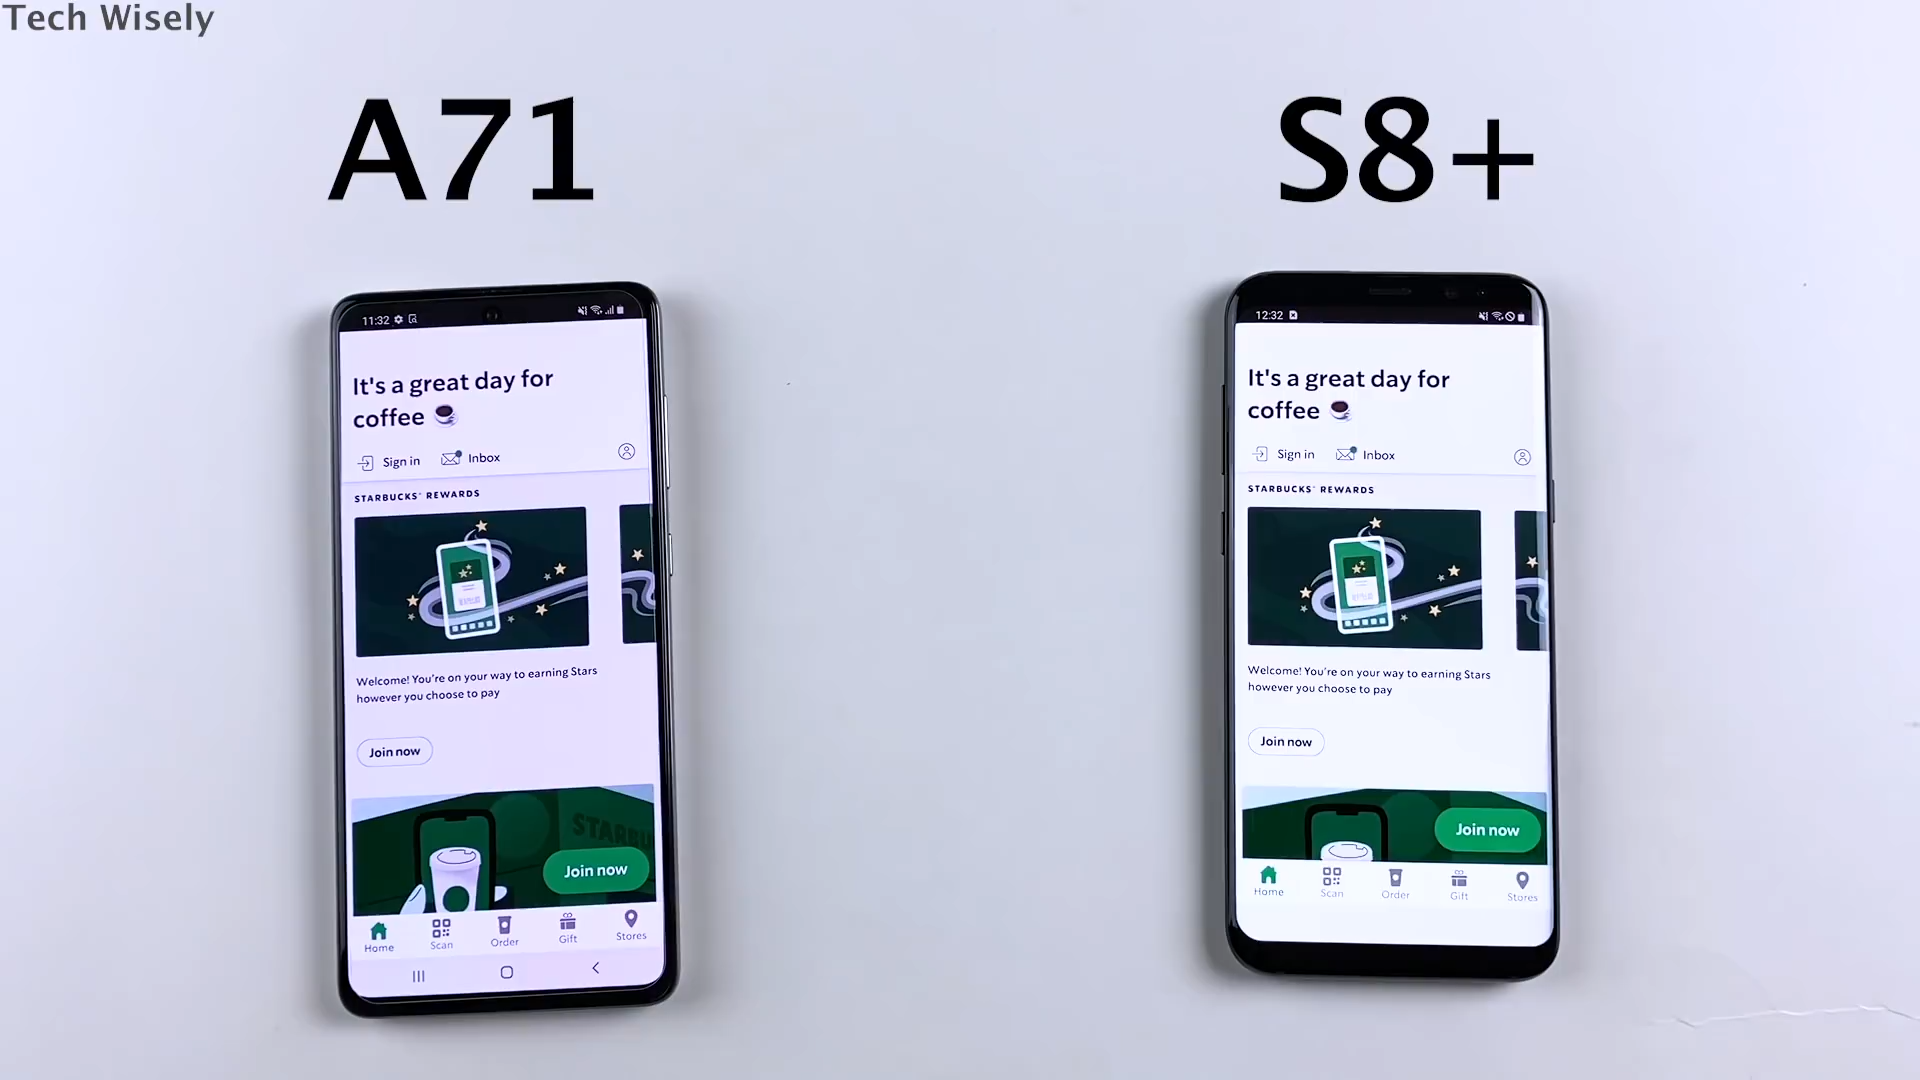 Tech Wisely
A71
S8+
11:32
It's a great day for
coffee
Sign in
Inbox
STARBUCKS® REWARDS
Welcome! You're on your way to earning Stars
however you choose to pay
Join now
STARBU
Join now
Home
Scan
Order
Gift
Stores
12:32
It's a great day for
coffee
Sign in
Inbox
STARBUCKS® REWARDS
Welcome! You're on your way to earning Stars
however you choose to pay
Join now
Join now
Home
Scan
Order
Gift
Stores